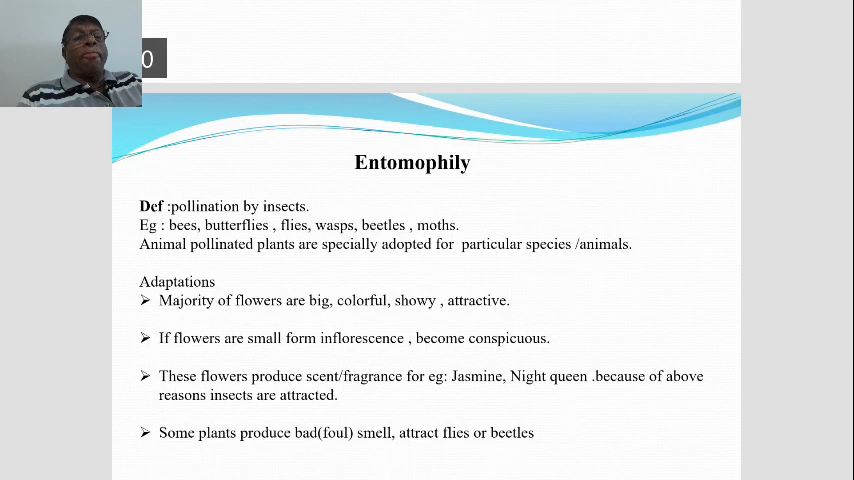 0
Entomophily
Def :pollination by insects.
Eg : bees, butterflies , flies, wasps, beetles , moths.
Animal pollinated plants are specially adopted for particular species /animals.
Adaptations
➢ Majority of flowers are big, colorful, showy , attractive.
➢ If flowers are small form inflorescence , become conspicuous.
➢ These flowers produce scent/fragrance for eg: Jasmine, Night queen .because of above
reasons insects are attracted.
➢ Some plants produce bad(foul) smell, attract flies or beetles